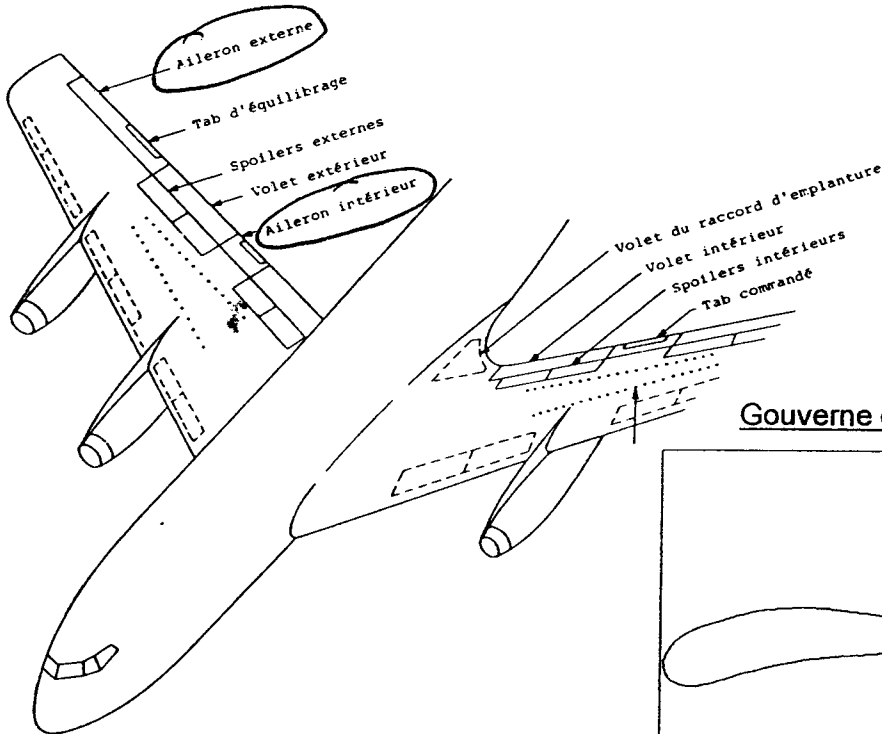 Aileron externe
Tab d'équilibrage
Spoilers externes
Volet extérieur
Aileron intérieur
Volet du raccord d'emplanture
Volet intérieur
Spoilers intérieurs
Tab commandé
Gouverne